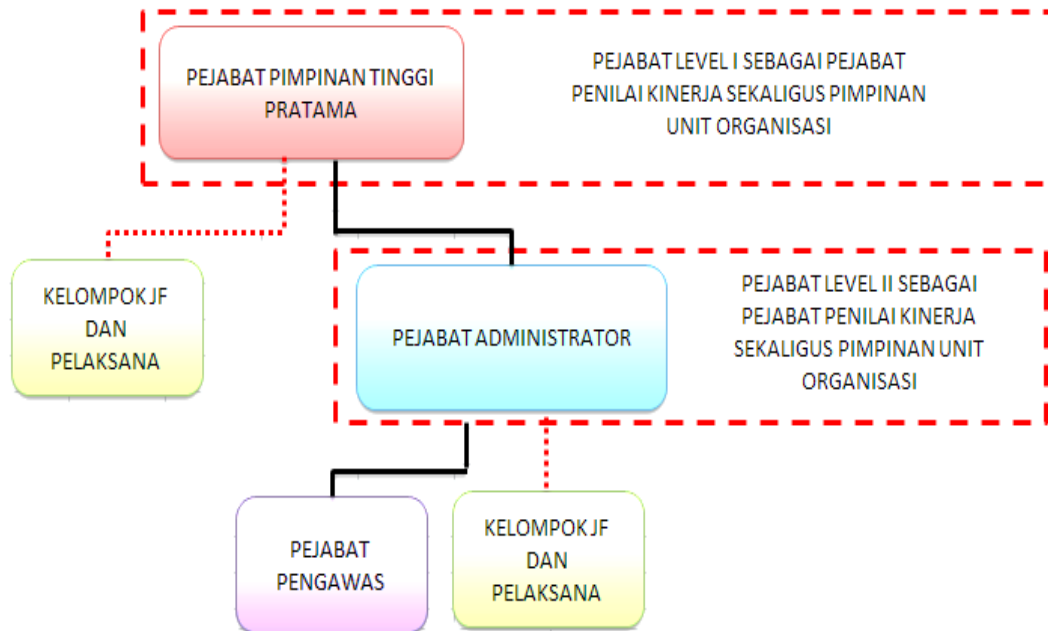 PEJABAT PIMPINAN TINGGI
PRATAMA
PEJABAT LEVEL I SEBAGAI PEJABAT
PENILAI KINERJA SEKALIGUS PIMPINAN
UNIT ORGANISASI
KELOMPOK JF
DAN
PELAKSANA
PEJABAT ADMINISTRATOR
PEJABAT LEVEL II SEBAGAI
PEJABAT PENILAI KINERJA
SEKALIGUS PIMPINAN UNIT
ORGANISASI
PEJABAT
PENGAWAS
KELOMPOK JF
DAN
PELAKSANA